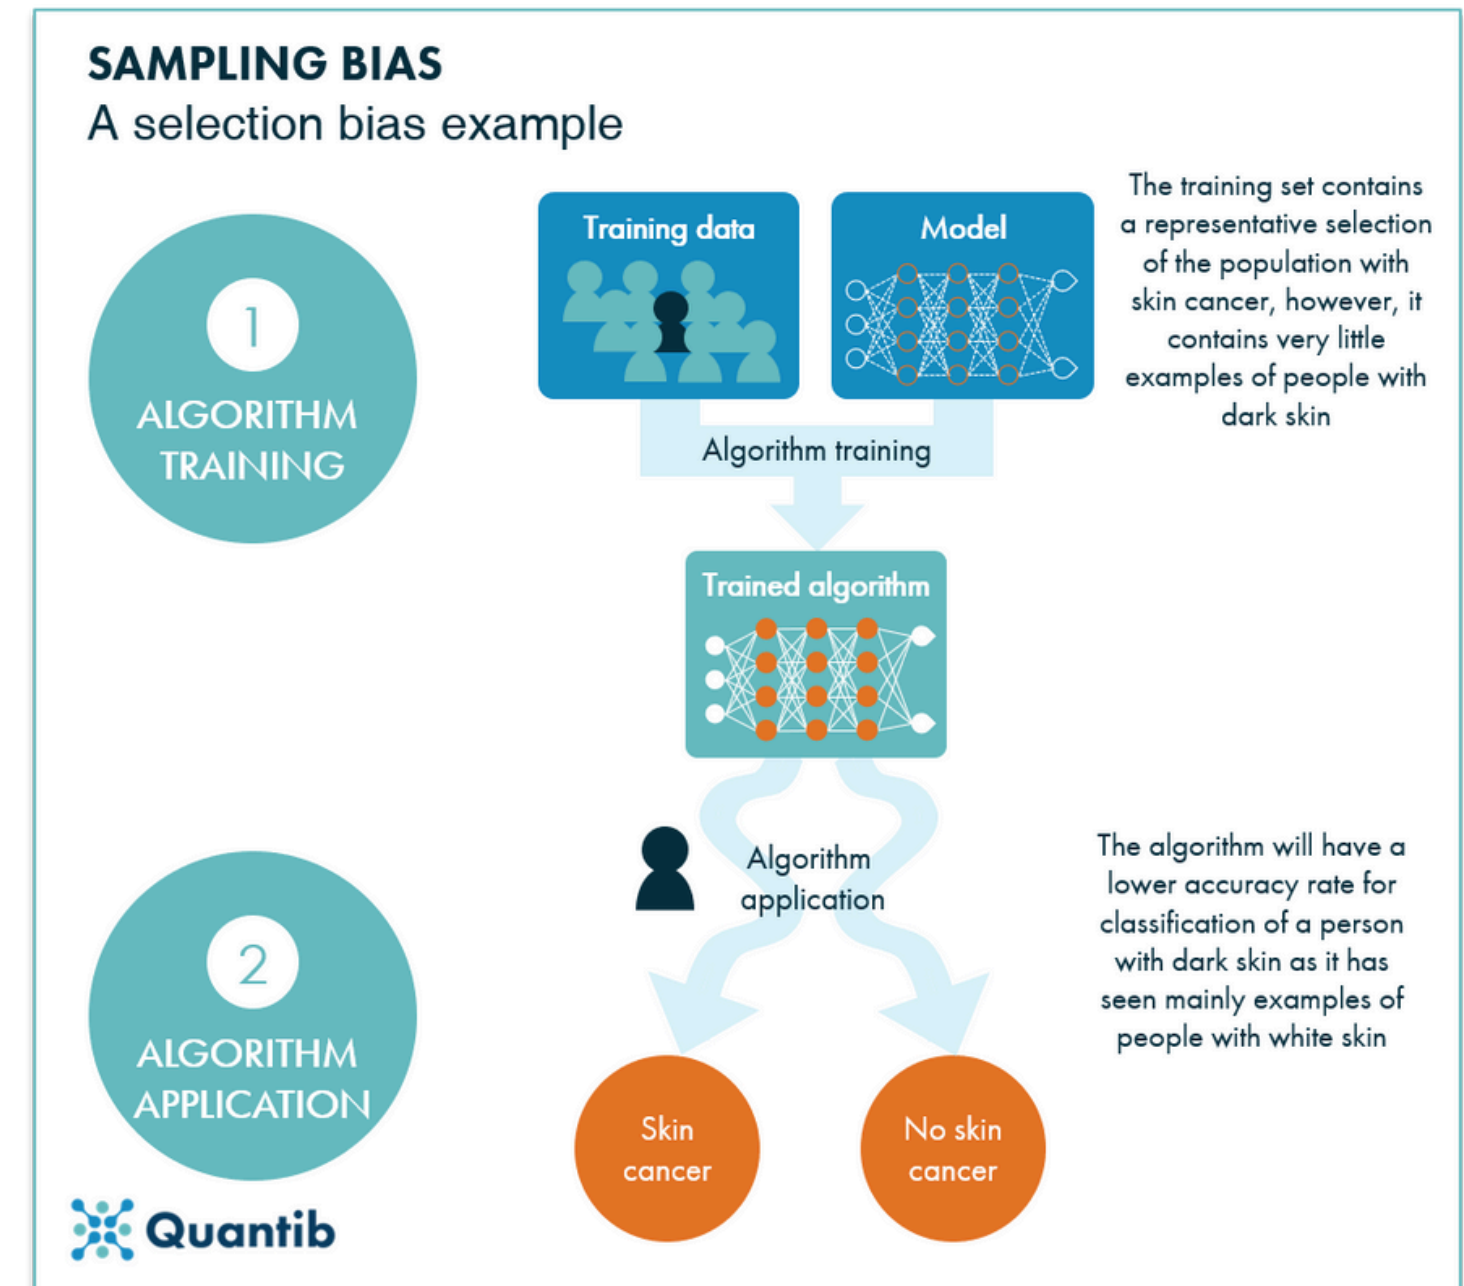 SAMPLING BIAS
A selection bias example
1
ALGORITHM
TRAINING
Training data
Model
The training set contains
a representative selection
of the population with
skin cancer, however, it
contains very little
examples of people with
dark skin
Algorithm training
Trained algorithm
2
ALGORITHM
APPLICATION
Algorithm
application
The algorithm will have a
lower accuracy rate for
classification of a person
with dark skin as it has
seen mainly examples of
people with white skin
Skin
cancer
No skin
cancer
Quantib